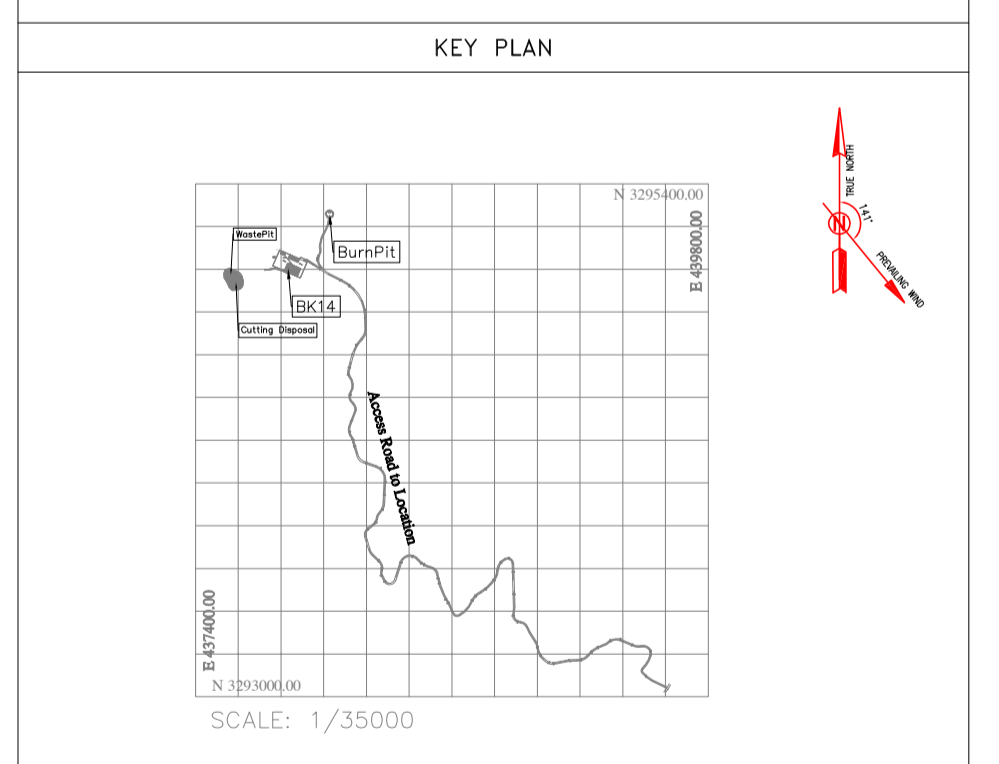 KEY PLAN
N 3295400.00
E 439800.00
TRUE NORTH
141°
N
PREVAILING WIND
WastePit
BurnPit
BK14
Cutting Disposal
Access Road to Location
E 437400.00
N 3293000.00
SCALE: 1/35000